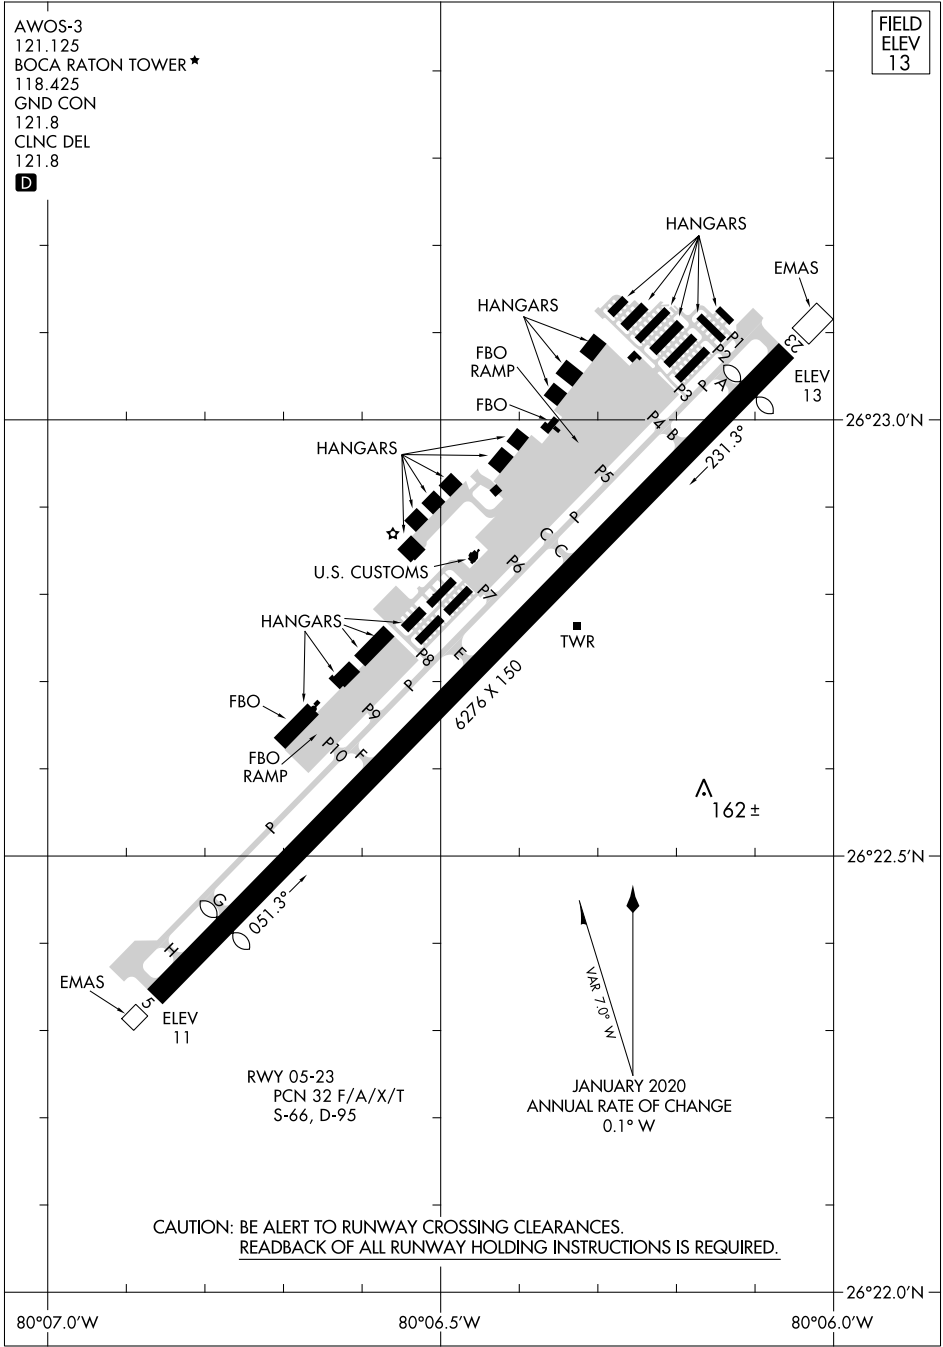 AWOS-3
121.125
BOCA RATON TOWER★
118.425
GND CON
121.8
CLNC DEL
121.8
D
FIELD
ELEV
13
HANGARS
EMAS
HANGARS
FBO
RAMP
FBO
HANGARS
P1
P2
23
ELEV
13
A
P
P3
P4
B
26°23.0'N
231.3°
P5
P
C
C
P6
U.S. CUSTOMS
P7
HANGARS
TWR
P8
E
6276 X 150
P
P9
FBO
FBO
RAMP
P10
F
162 ±
P
26°22.5'N
G
051.3°
H
VAR 7.0° W
EMAS
5
ELEV
11
RWY 05-23
PCN 32 F/A/X/T
S-66, D-95
JANUARY 2020
ANNUAL RATE OF CHANGE
0.1° W
CAUTION: BE ALERT TO RUNWAY CROSSING CLEARANCES.
READBACK OF ALL RUNWAY HOLDING INSTRUCTIONS IS REQUIRED.
26°22.0'N
80°07.0'W
80°06.5'W
80°06.0'W